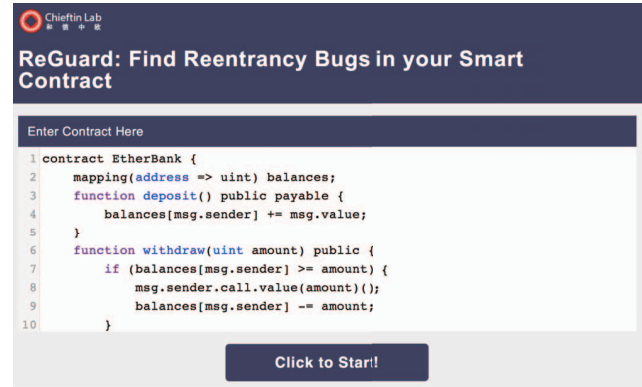 Chieftin Lab
ReGuard: Find Reentrancy Bugs in your Smart
Contract
Enter Contract Here
1 contract EtherBank {
2     mapping(address => uint) balances;
3     function deposit() public payable {
4         balances[msg.sender] += msg.value;
5     }
6     function withdraw(uint amount) public {
7         if (balances[msg.sender] >= amount) {
8             msg.sender.call.value(amount)();
9             balances[msg.sender] -= amount;
10         }
Click to Start!